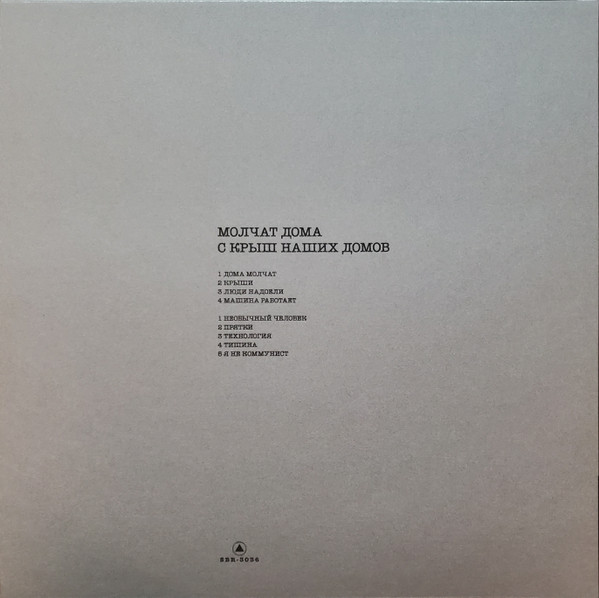 МОЛЧАТ ДОМА
С КРЫШ НАШИХ ДОМОВ
1 ДОМА МОЛЧАТ
2 КРЫШИ
3 ЛЮДИ НАДОЕЛИ
4 МАШИНА РАБОТАЕТ
1 НЕОБЫЧНЫЙ ЧЕЛОВЕК
2 ПРЯТКИ
3 ТЕХНОЛОГИЯ
4 ТИШИНА
5 Я НЕ КОММУНИСТ
SBR-3034